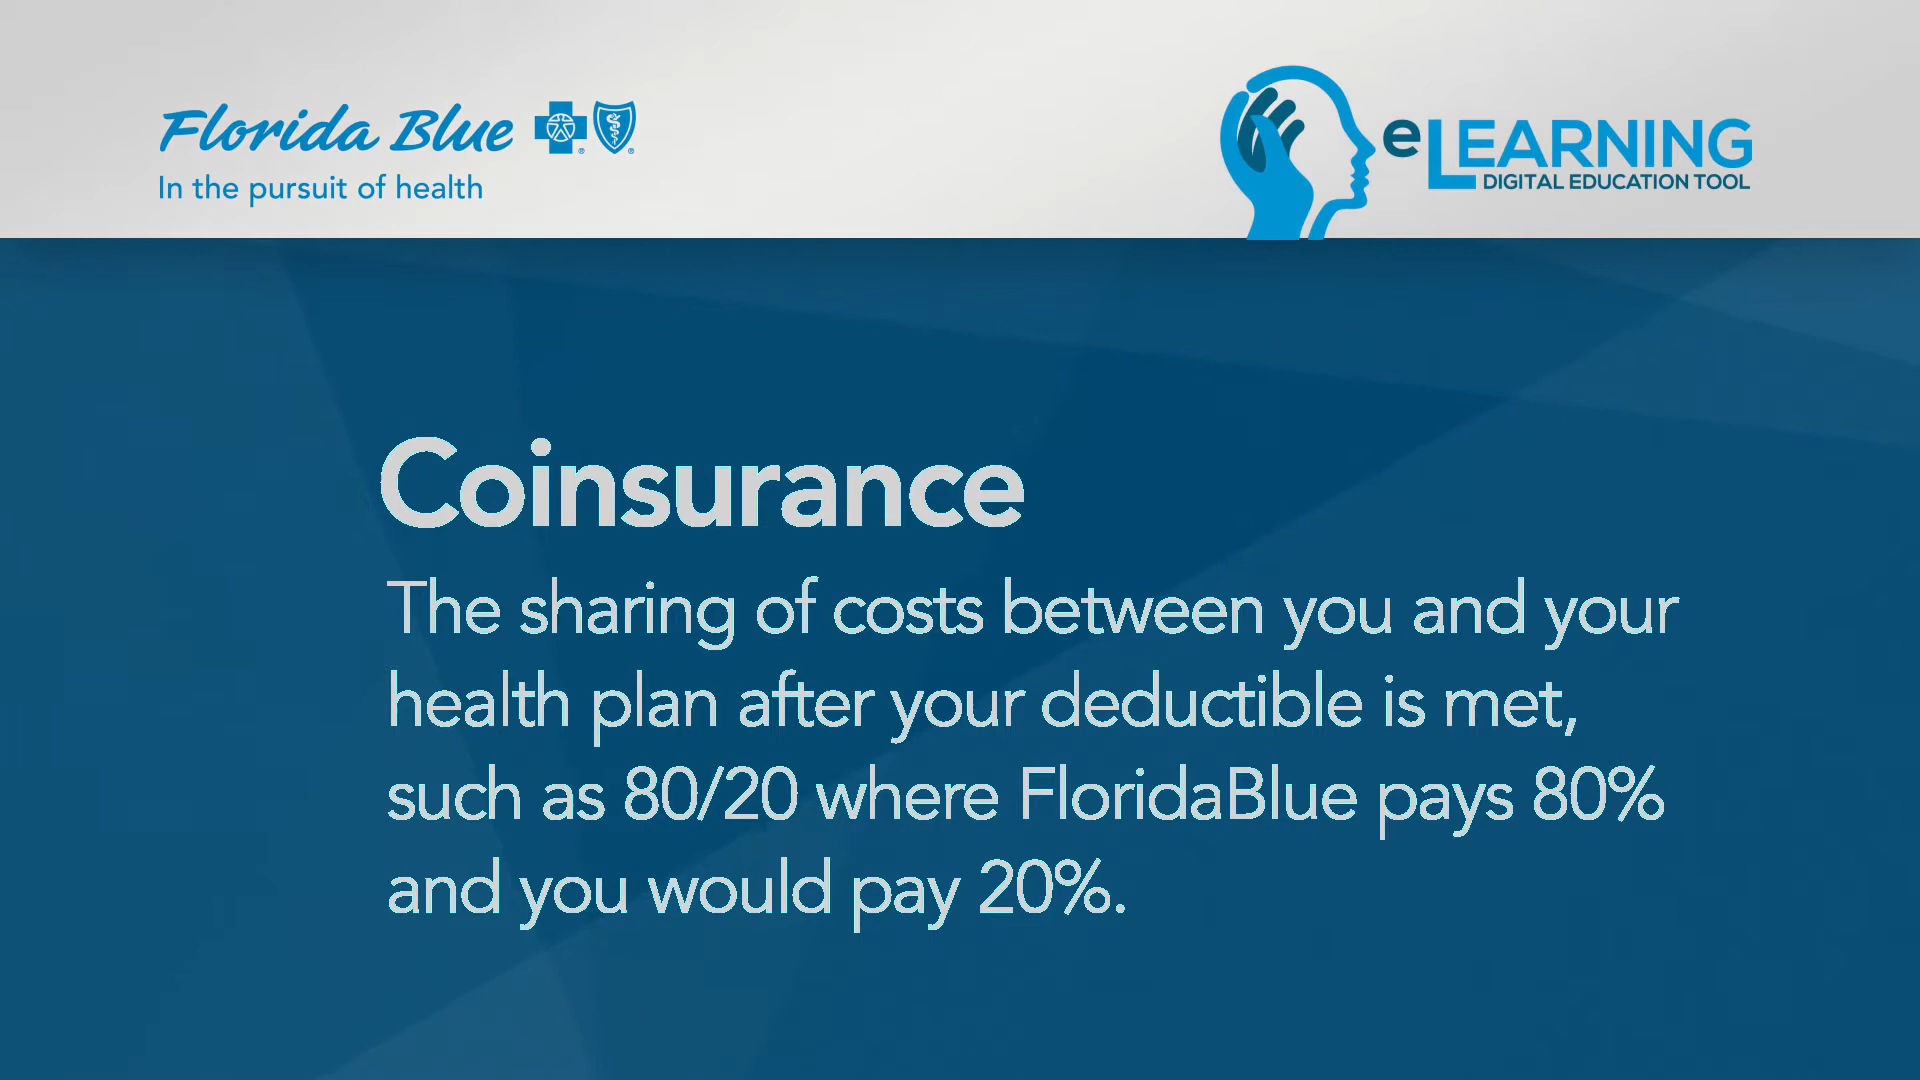 Florida Blue
In the pursuit of health
eLEARNING
DIGITAL EDUCATION TOOL
Coinsurance
The sharing of costs between you and your
health plan after your deductible is met,
such as 80/20 where FloridaBlue pays 80%
and you would pay 20%.